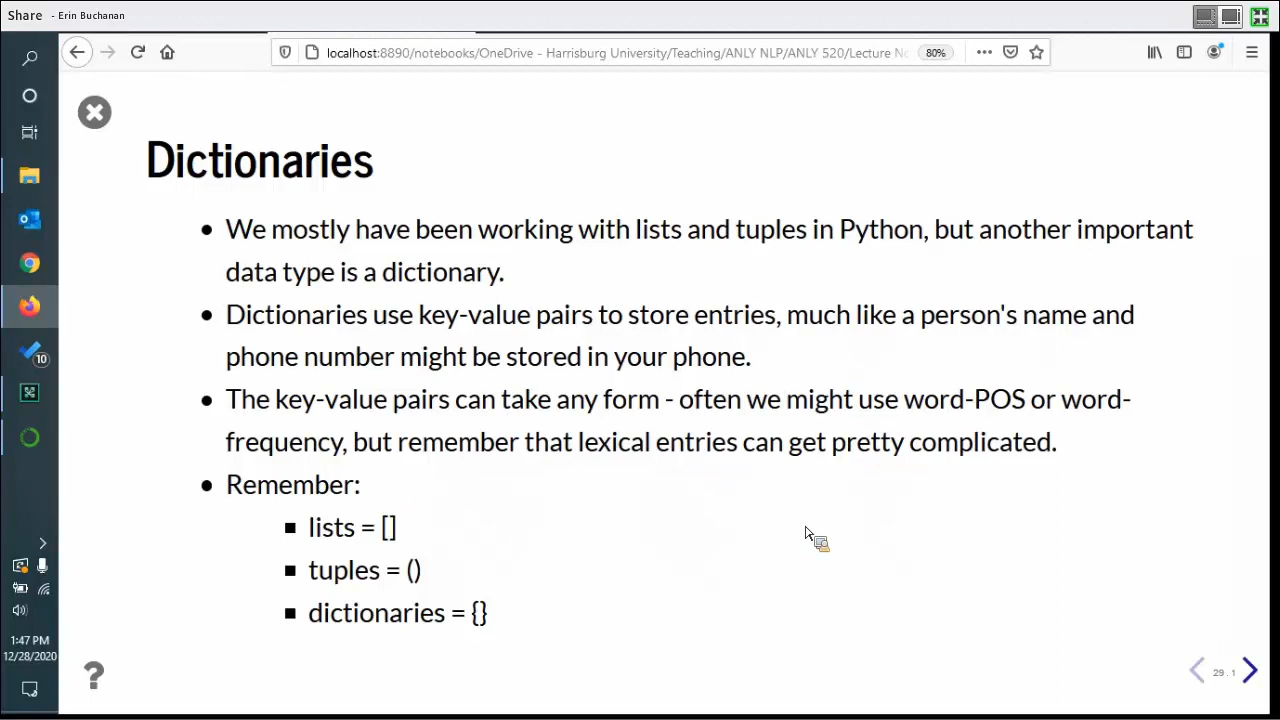 Share - Erin Buchanan
localhost:8890/notebooks/OneDrive - Harrisburg University/Teaching/ANLY NLP/ANLY 520/Lecture No
80%
Dictionaries
• We mostly have been working with lists and tuples in Python, but another important
data type is a dictionary.
• Dictionaries use key-value pairs to store entries, much like a person's name and
phone number might be stored in your phone.
• The key-value pairs can take any form - often we might use word-POS or word-
frequency, but remember that lexical entries can get pretty complicated.
• Remember:
▪ lists = []
▪ tuples = ()
▪ dictionaries = {}
10
1:47 PM
12/28/2020
?
29.1